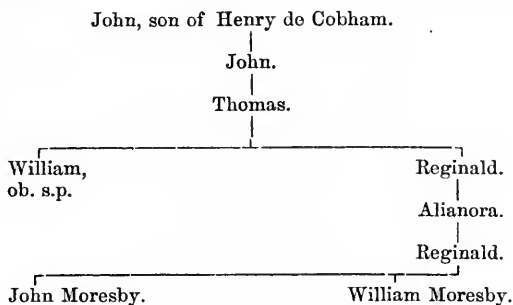 John, son of Henry de Cobham.
John.
Thomas.
William, Reginald.
ob. s.p.
Alianora.
Reginald.
John Moresby. William Moresby.